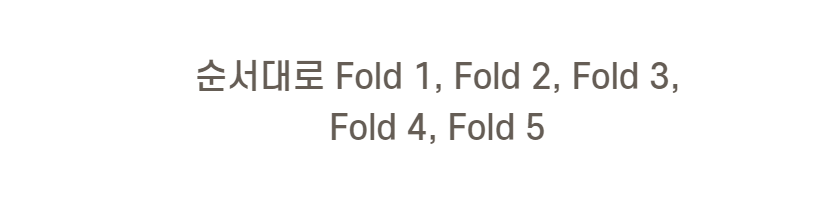 순서대로 Fold 1, Fold 2, Fold 3,
Fold 4, Fold 5